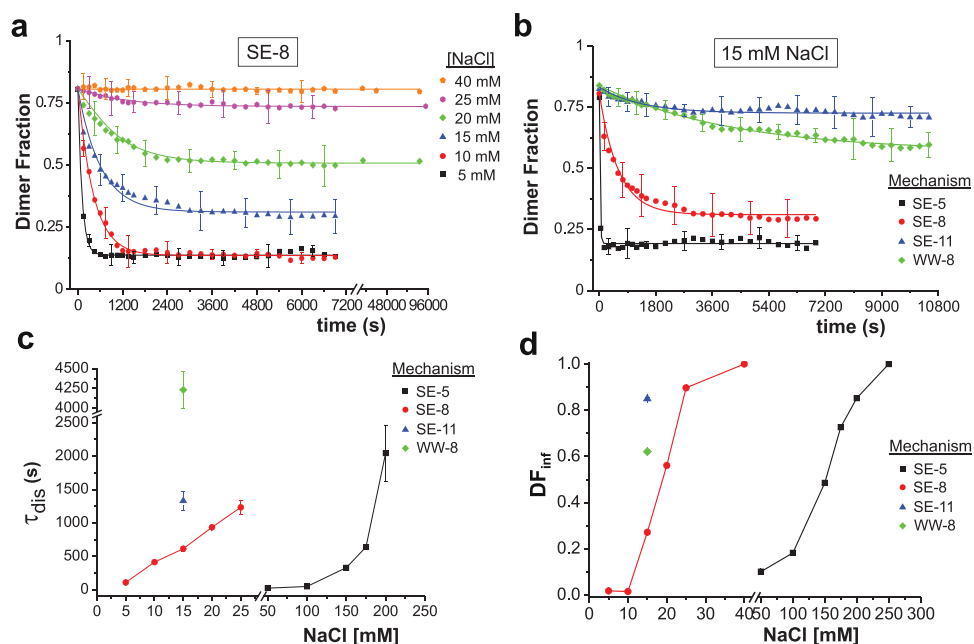 a
SE-8
Dimer Fraction
1
0.75
0.5
0.25
0
0 1200 2400 3600 4800 6000 7200 48000 96000
time (s)
[NaCl]
40 mM
25 mM
20 mM
15 mM
10 mM
5 mM
b
15 mM NaCl
Dimer Fraction
1
0.75
0.5
0.25
0
0 1800 3600 5400 7200 9000 10800
time (s)
Mechanism
SE-5
SE-8
SE-11
WW-8
c
τdis (s)
4500
4250
4000
2500
2000
1500
1000
500
0
0 5 10 15 20 25 50 100 150 200 250
NaCl [mM]
Mechanism
SE-5
SE-8
SE-11
WW-8
d
DFinf
1.0
0.8
0.6
0.4
0.2
0.0
0 10 20 30 40 50 100 150 200 250 300
NaCl [mM]
Mechanism
SE-5
SE-8
SE-11
WW-8